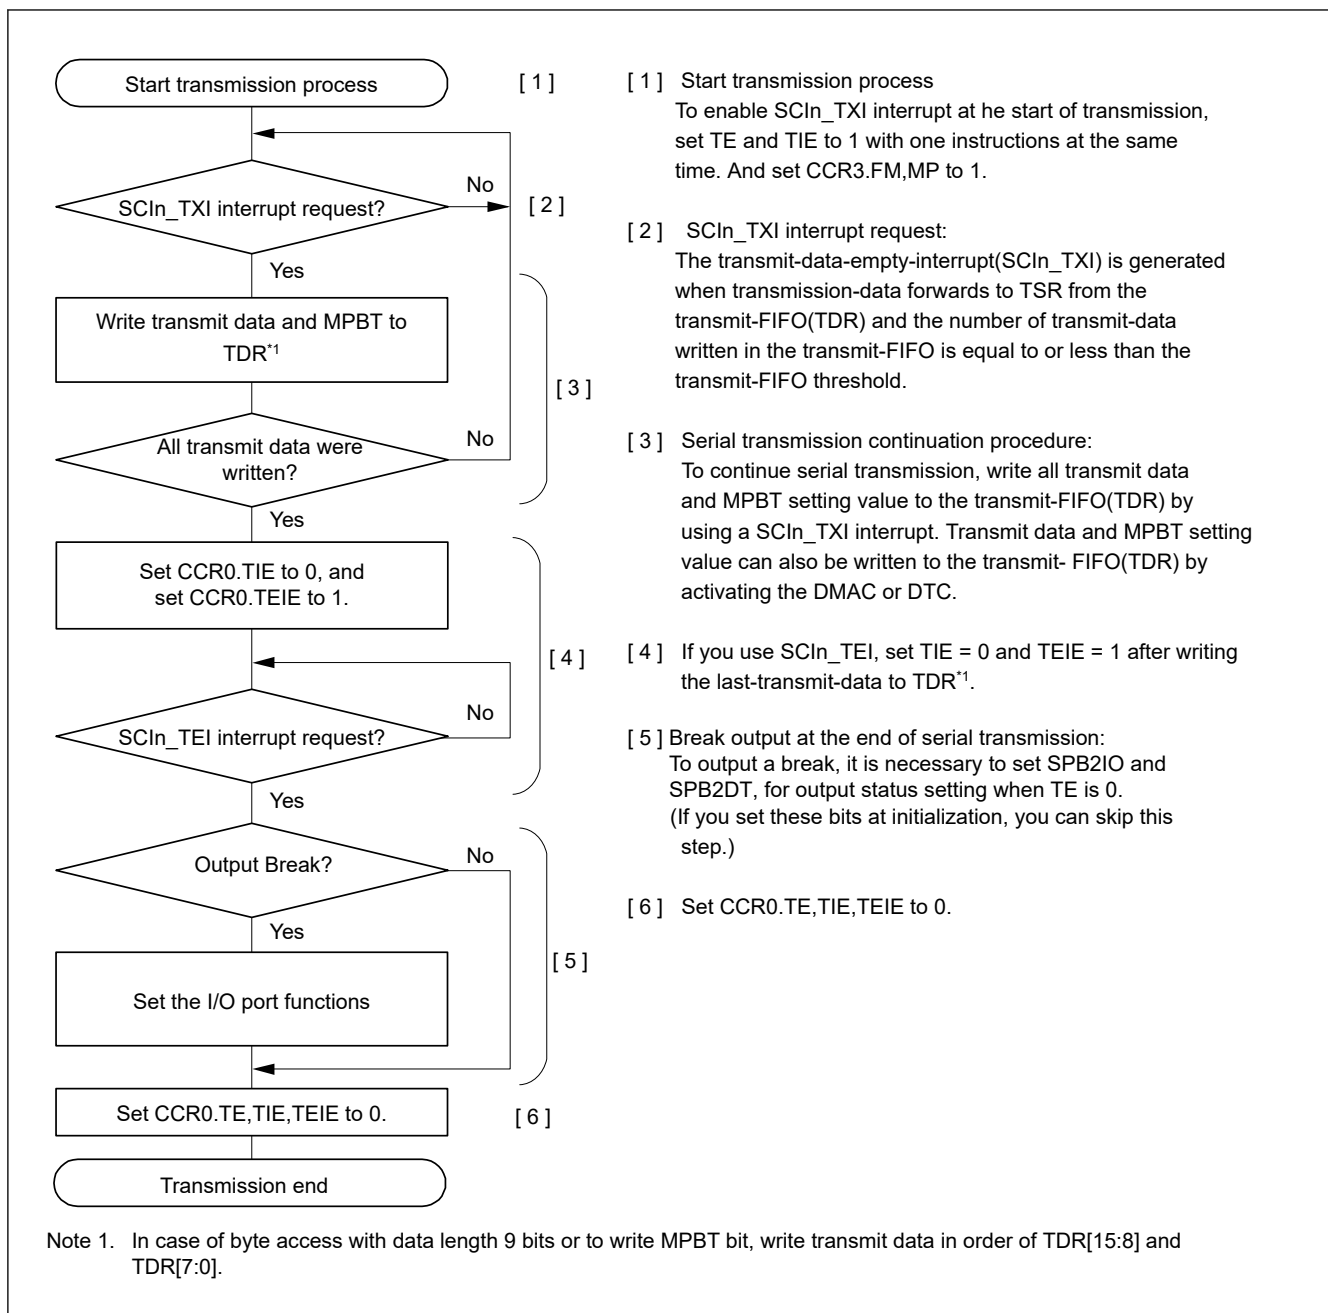 Start transmission process
[ 1 ]
SCIn_TXI interrupt request?
No
[ 2 ]
Yes
Write transmit data and MPBT to
TDR*1
[ 3 ]
All transmit data were
written?
No
Yes
Set CCR0.TIE to 0, and
set CCR0.TEIE to 1.
[ 4 ]
SCIn_TEI interrupt request?
No
Yes
Output Break?
No
Yes
[ 5 ]
Set the I/O port functions
Set CCR0.TE,TIE,TEIE to 0.
[ 6 ]
Transmission end
[ 1 ] Start transmission process
To enable SCIn_TXI interrupt at he start of transmission,
set TE and TIE to 1 with one instructions at the same
time. And set CCR3.FM,MP to 1.
[ 2 ] SCIn_TXI interrupt request:
The transmit-data-empty-interrupt(SCIn_TXI) is generated
when transmission-data forwards to TSR from the
transmit-FIFO(TDR) and the number of transmit-data
written in the transmit-FIFO is equal to or less than the
transmit-FIFO threshold.
[ 3 ] Serial transmission continuation procedure:
To continue serial transmission, write all transmit data
and MPBT setting value to the transmit-FIFO(TDR) by
using a SCIn_TXI interrupt. Transmit data and MPBT setting
value can also be written to the transmit- FIFO(TDR) by
activating the DMAC or DTC.
[ 4 ] If you use SCIn_TEI, set TIE = 0 and TEIE = 1 after writing
the last-transmit-data to TDR*1.
[ 5 ] Break output at the end of serial transmission:
To output a break, it is necessary to set SPB2IO and
SPB2DT, for output status setting when TE is 0.
(If you set these bits at initialization, you can skip this
step.)
[ 6 ] Set CCR0.TE,TIE,TEIE to 0.
Note 1. In case of byte access with data length 9 bits or to write MPBT bit, write transmit data in order of TDR[15:8] and
TDR[7:0].